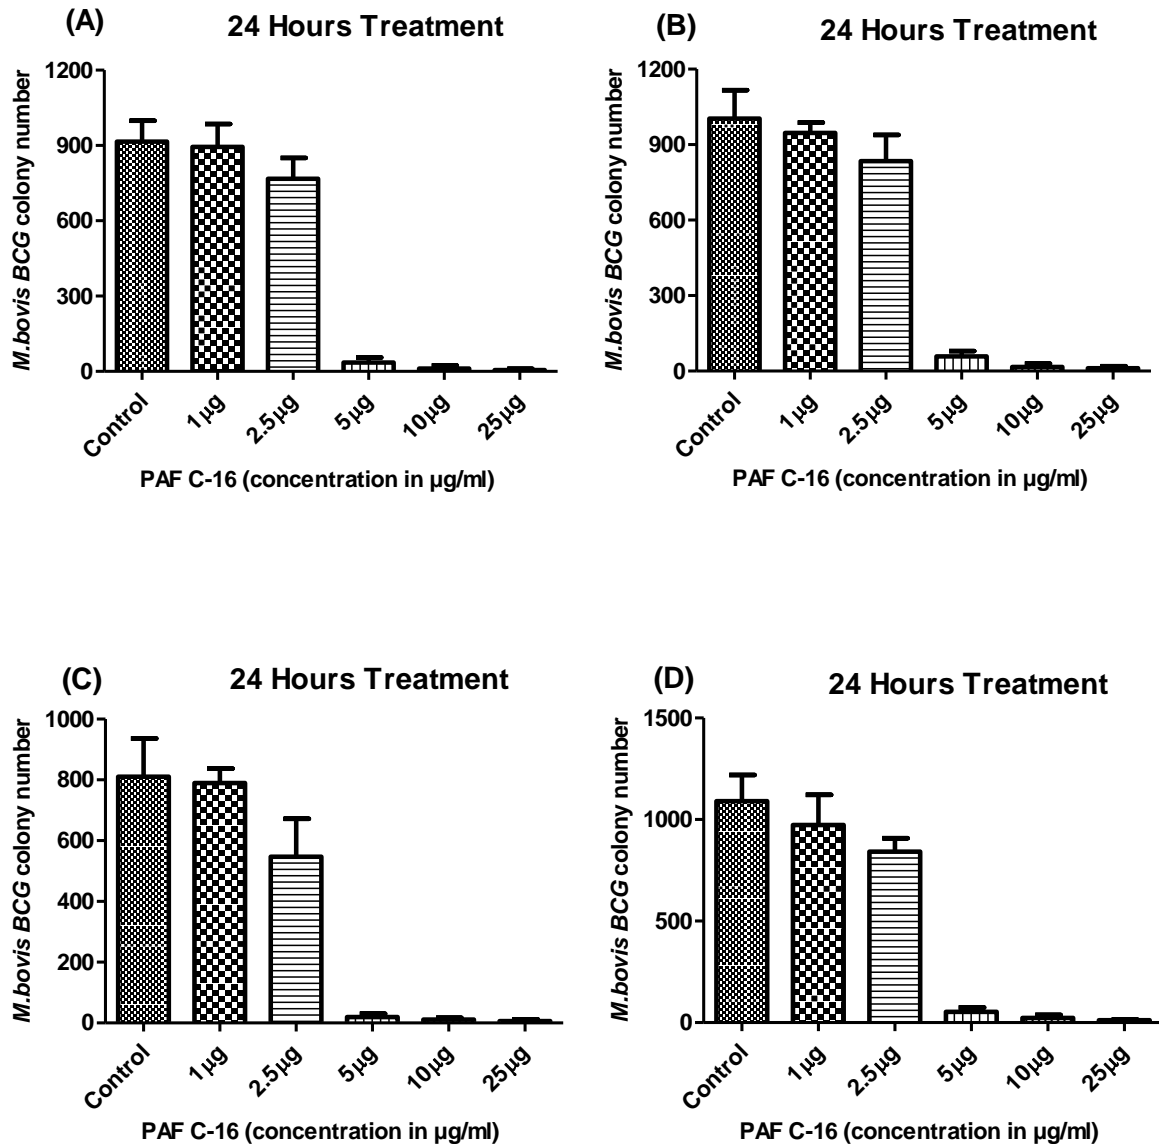 (A)
24 Hours Treatment
M.bovis BCG colony number
1200
900
600
300
0
Control
1µg
2.5µg
5µg
10µg
25µg
PAF C-16 (concentration in µg/ml)
(B)
24 Hours Treatment
M.bovis BCG colony number
1200
900
600
300
0
Control
1µg
2.5µg
5µg
10µg
25µg
PAF C-16 (concentration in µg/ml)
(C)
24 Hours Treatment
M.bovis BCG colony number
1000
800
600
400
200
0
Control
1µg
2.5µg
5µg
10µg
25µg
PAF C-16 (concentration in µg/ml)
(D)
24 Hours Treatment
M.bovis BCG colony number
1500
1000
500
0
Control
1µg
2.5µg
5µg
10µg
25µg
PAF C-16 (concentration in µg/ml)